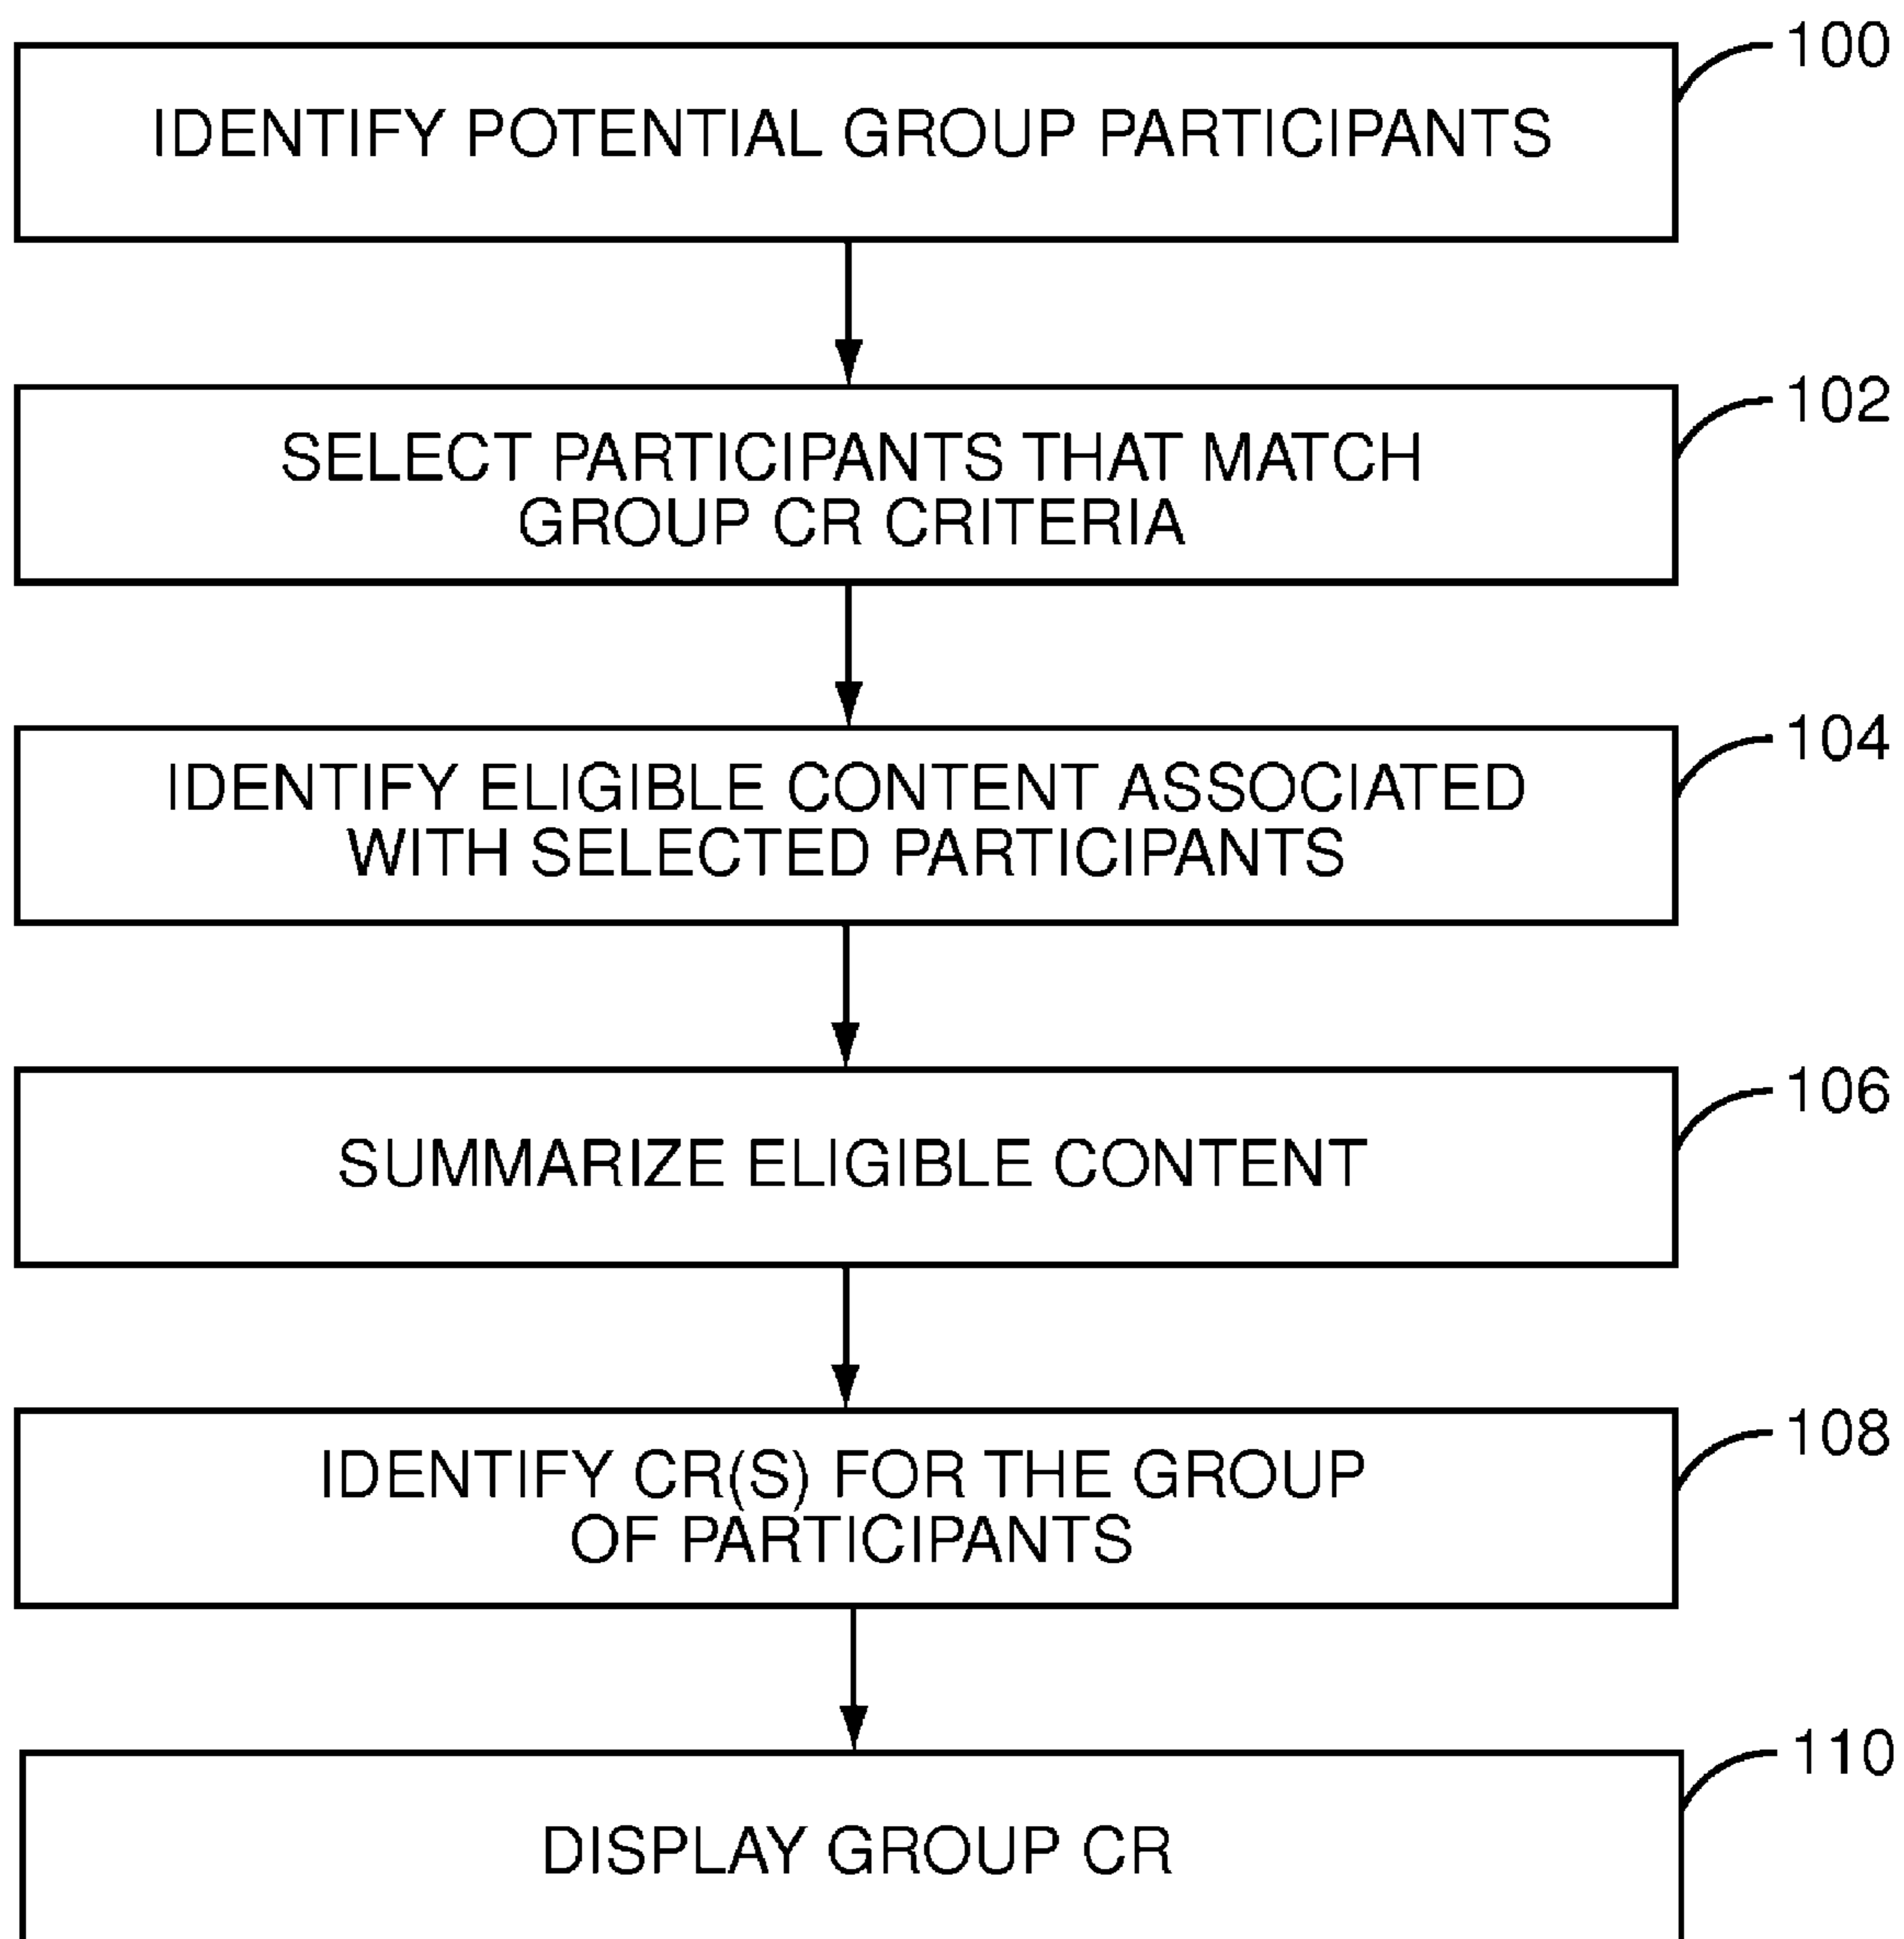 100
IDENTIFY POTENTIAL GROUP PARTICIPANTS
102
SELECT PARTICIPANTS THAT MATCH
GROUP CR CRITERIA
104
IDENTIFY ELIGIBLE CONTENT ASSOCIATED
WITH SELECTED PARTICIPANTS
106
SUMMARIZE ELIGIBLE CONTENT
108
IDENTIFY CR(S) FOR THE GROUP
OF PARTICIPANTS
110
DISPLAY GROUP CR